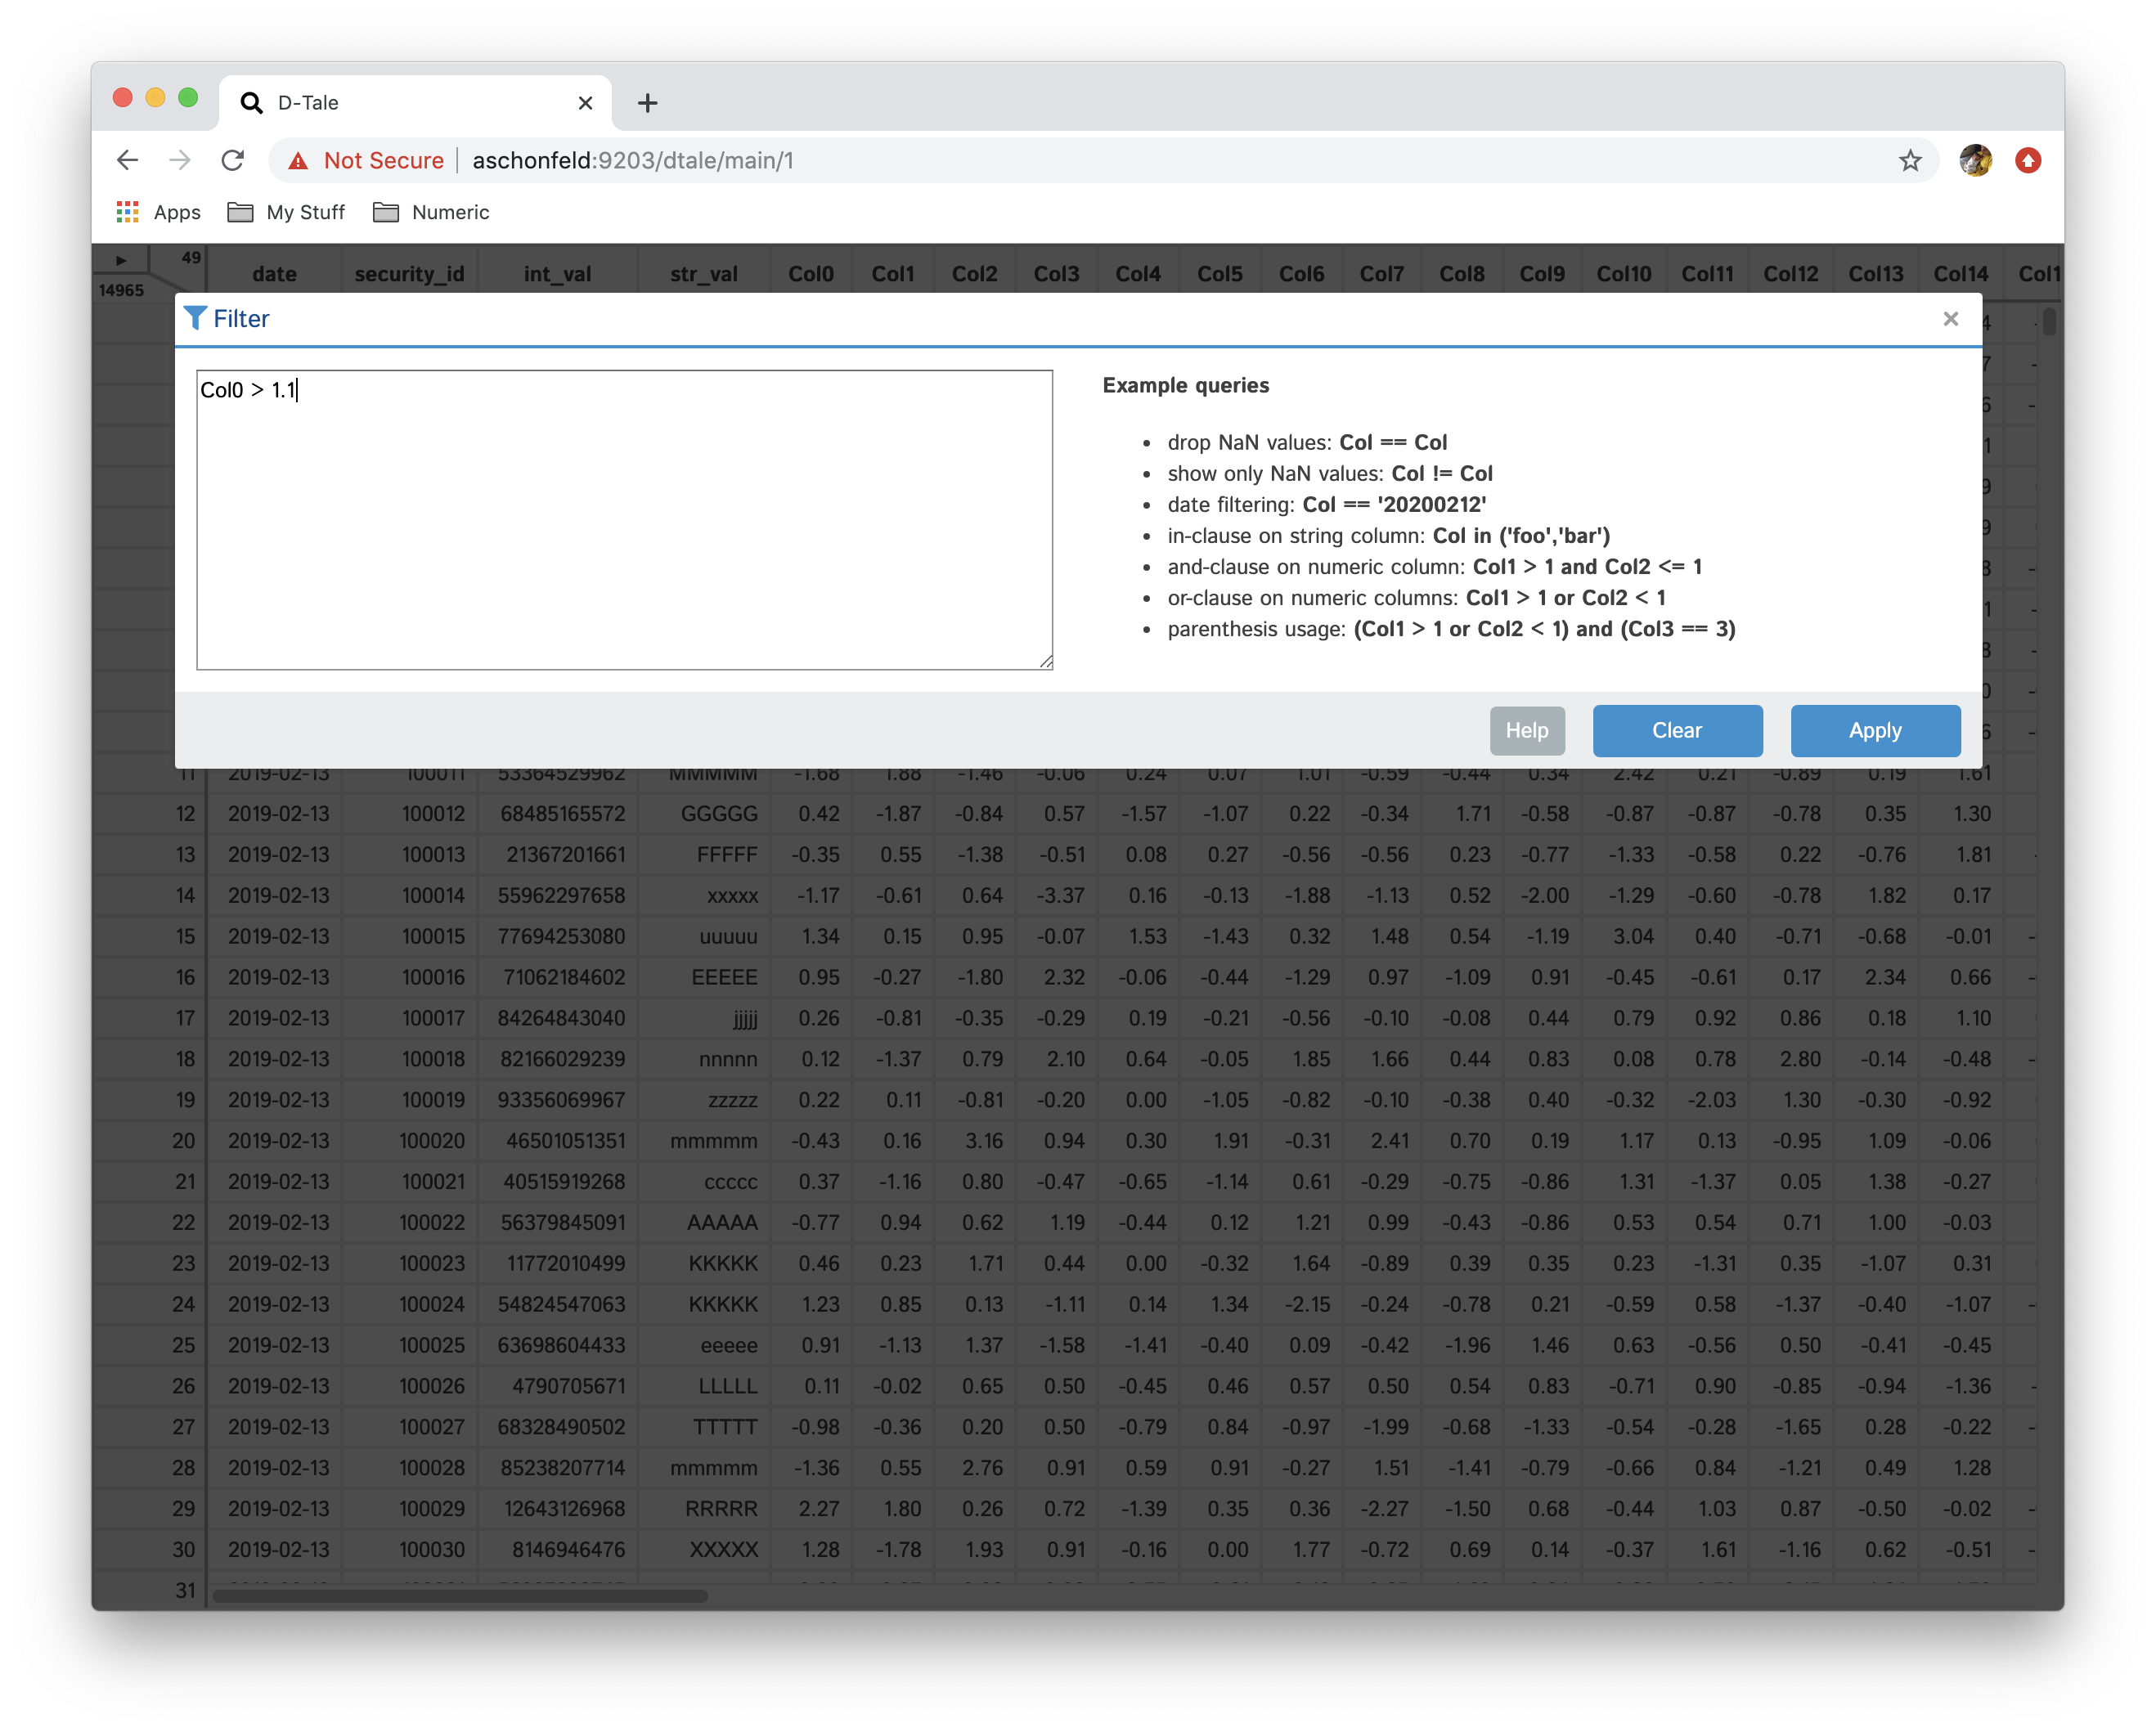 D-Tale
Not Secure aschonfeld:9203/dtale/main/1
Apps My Stuff Numeric
49
14965
date security_id int_val str_val Col0 Col1 Col2 Col3 Col4 Col5 Col6 Col7 Col8 Col9 Col10 Col11 Col12 Col13 Col14 Col1
Filter
Col0 > 1.1
Example queries
• drop NaN values: Col == Col
• show only NaN values: Col != Col
• date filtering: Col == '20200212'
• in-clause on string column: Col in ('foo','bar')
• and-clause on numeric column: Col1 > 1 and Col2 <= 1
• or-clause on numeric columns: Col1 > 1 or Col2 < 1
• parenthesis usage: (Col1 > 1 or Col2 < 1) and (Col3 == 3)
Help Clear Apply
11 2019-02-13 100011 53364529962 MMMMM -1.68 1.88 -1.46 -0.06 0.24 0.07 1.01 -0.59 -0.44 0.34 2.42 0.21 -0.89 0.19 1.61
12 2019-02-13 100012 68485165572 GGGGG 0.42 -1.87 -0.84 0.57 -1.57 -1.07 0.22 -0.34 1.71 -0.58 -0.87 -0.87 -0.78 0.35 1.30
13 2019-02-13 100013 21367201661 FFFFF -0.35 0.55 -1.38 -0.51 0.08 0.27 -0.56 -0.56 0.23 -0.77 -1.33 -0.58 0.22 -0.76 1.81
14 2019-02-13 100014 55962297658 xxxxx -1.17 -0.61 0.64 -3.37 0.16 -0.13 -1.88 -1.13 0.52 -2.00 -1.29 -0.60 -0.78 1.82 0.17
15 2019-02-13 100015 77694253080 uuuuu 1.34 0.15 0.95 -0.07 1.53 -1.43 0.32 1.48 0.54 -1.19 3.04 0.40 -0.71 -0.68 -0.01
16 2019-02-13 100016 71062184602 EEEEE 0.95 -0.27 -1.80 2.32 -0.06 -0.44 -1.29 0.97 -1.09 0.91 -0.45 -0.61 0.17 2.34 0.66
17 2019-02-13 100017 84264843040 jjjjj 0.26 -0.81 -0.35 -0.29 0.19 -0.21 -0.56 -0.10 -0.08 0.44 0.79 0.92 0.86 0.18 1.10
18 2019-02-13 100018 82166029239 nnnnn 0.12 -1.37 0.79 2.10 0.64 -0.05 1.85 1.66 0.44 0.83 0.08 0.78 2.80 -0.14 -0.48
19 2019-02-13 100019 93356069967 zzzzz 0.22 0.11 -0.81 -0.20 0.00 -1.05 -0.82 -0.10 -0.38 0.40 -0.32 -2.03 1.30 -0.30 -0.92
20 2019-02-13 100020 46501051351 mmmmm -0.43 0.16 3.16 0.94 0.30 1.91 -0.31 2.41 0.70 0.19 1.17 0.13 -0.95 1.09 -0.06
21 2019-02-13 100021 40515919268 ccccc 0.37 -1.16 0.80 -0.47 -0.65 -1.14 0.61 -0.29 -0.75 -0.86 1.31 -1.37 0.05 1.38 -0.27
22 2019-02-13 100022 56379845091 AAAAA -0.77 0.94 0.62 1.19 -0.44 0.12 1.21 0.99 -0.43 -0.86 0.53 0.54 0.71 1.00 -0.03
23 2019-02-13 100023 11772010499 KKKKK 0.46 0.23 1.71 0.44 0.00 -0.32 1.64 -0.89 0.39 0.35 0.23 -1.31 0.35 -1.07 0.31
24 2019-02-13 100024 54824547063 KKKKK 1.23 0.85 0.13 -1.11 0.14 1.34 -2.15 -0.24 -0.78 0.21 -0.59 0.58 -1.37 -0.40 -1.07
25 2019-02-13 100025 63698604433 eeeee 0.91 -1.13 1.37 -1.58 -1.41 -0.40 0.09 -0.42 -1.96 1.46 0.63 -0.56 0.50 -0.41 -0.45
26 2019-02-13 100026 4790705671 LLLLL 0.11 -0.02 0.65 0.50 -0.45 0.46 0.57 0.50 0.54 0.83 -0.71 0.90 -0.85 -0.94 -1.36
27 2019-02-13 100027 68328490502 TTTTT -0.98 -0.36 0.20 0.50 -0.79 0.84 -0.97 -1.99 -0.68 -1.33 -0.54 -0.28 -1.65 0.28 -0.22
28 2019-02-13 100028 85238207714 mmmmm -1.36 0.55 2.76 0.91 0.59 0.91 -0.27 1.51 -1.41 -0.79 -0.66 0.84 -1.21 0.49 1.28
29 2019-02-13 100029 12643126968 RRRRR 2.27 1.80 0.26 0.72 -1.39 0.35 0.36 -2.27 -1.50 0.68 -0.44 1.03 0.87 -0.50 -0.02
30 2019-02-13 100030 8146946476 XXXXX 1.28 -1.78 1.93 0.91 -0.16 0.00 1.77 -0.72 0.69 0.14 -0.37 1.61 -1.16 0.62 -0.51
31